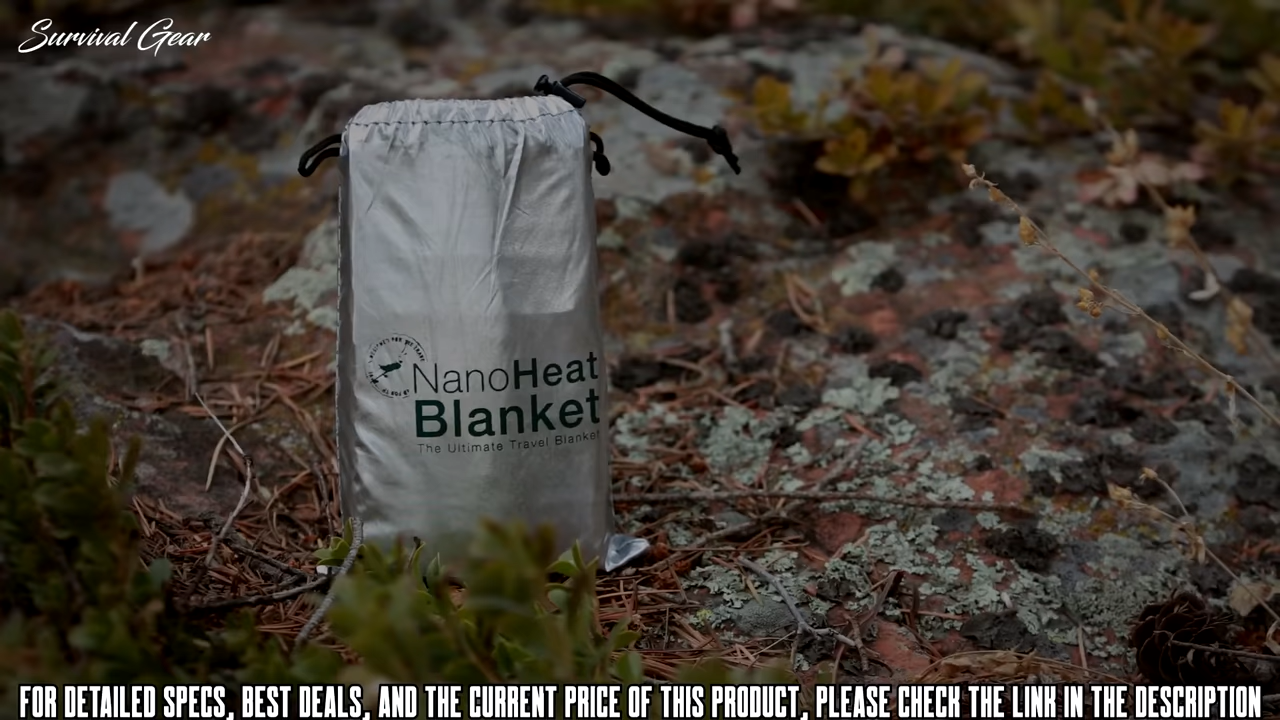 Survival Gear
NanoHeat
Blanket
The Ultimate Travel Blanket
FOR DETAILED SPECS, BEST DEALS, AND THE CURRENT PRICE OF THIS PRODUCT, PLEASE CHECK THE LINK IN THE DESCRIPTION